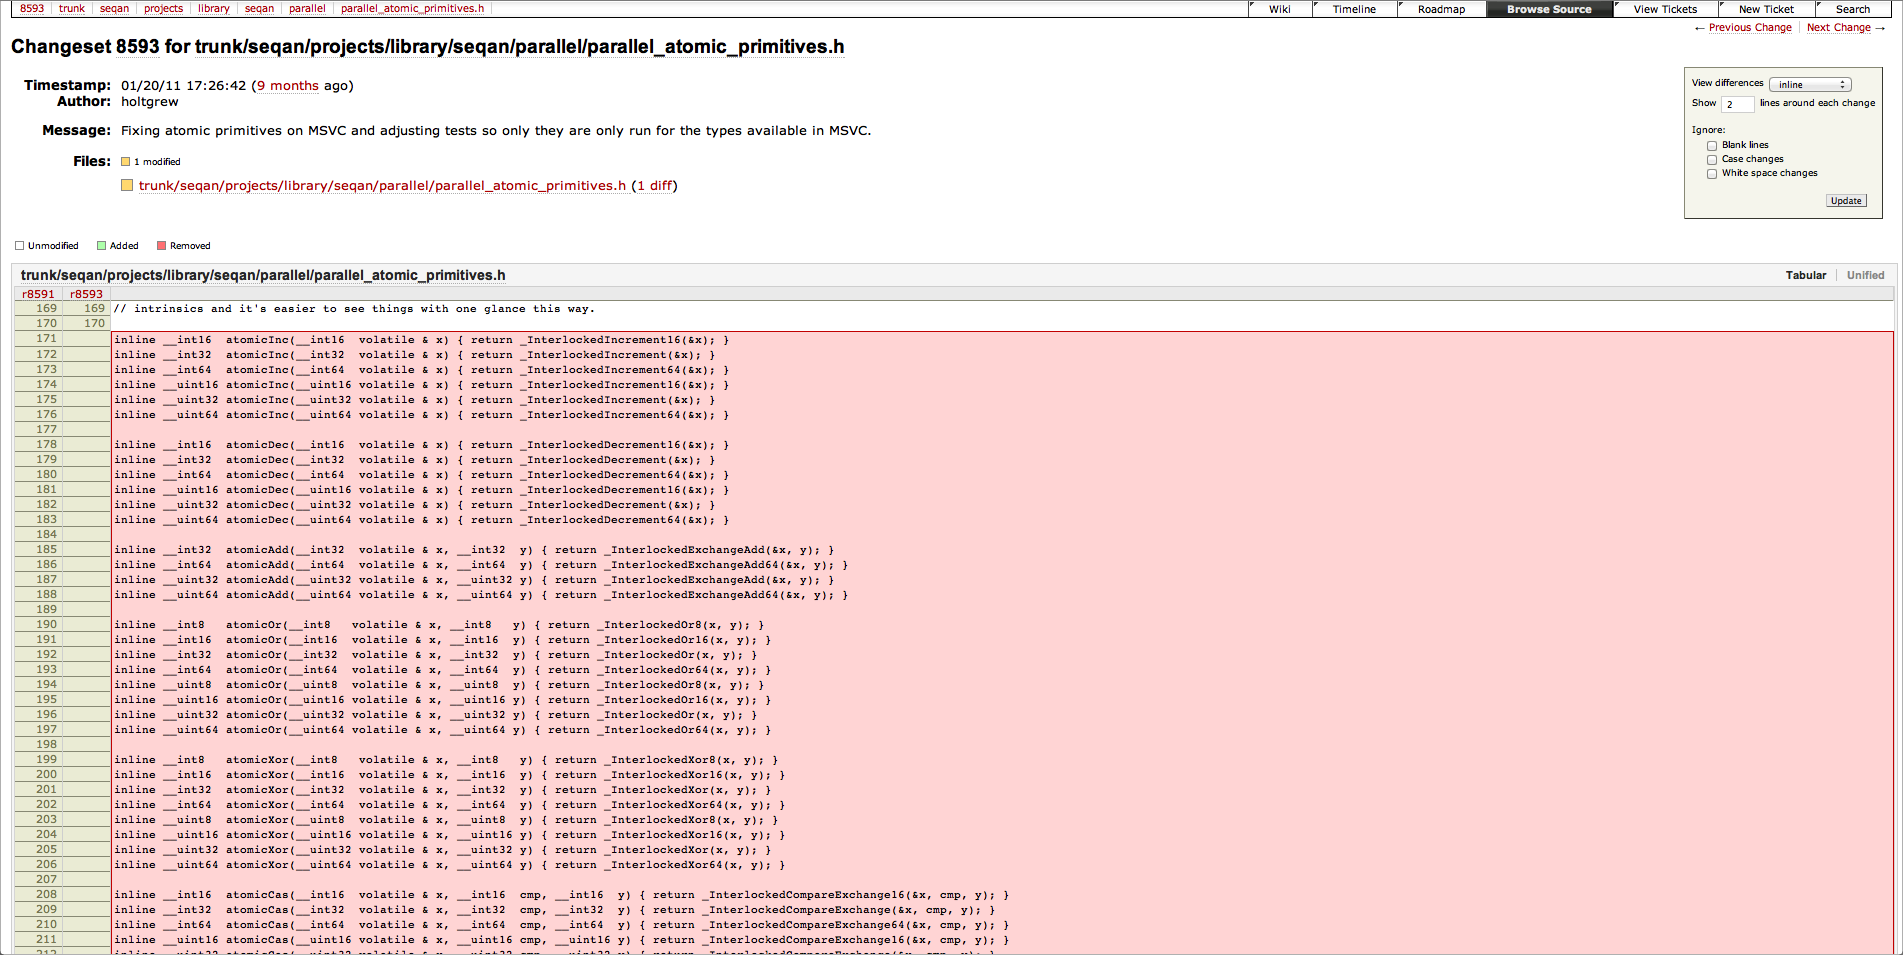 8593 trunk seqan projects library seqan parallel parallel_atomic_primitives.h
Wiki Timeline Roadmap Browse Source View Tickets New Ticket Search
← Previous Change Next Change →
Changeset 8593 for trunk/seqan/projects/library/seqan/parallel/parallel_atomic_primitives.h
Timestamp: 01/20/11 17:26:42 (9 months ago)
Author: holtgrew
Message: Fixing atomic primitives on MSVC and adjusting tests so only they are only run for the types available in MSVC.
Files: 1 modified
trunk/seqan/projects/library/seqan/parallel/parallel_atomic_primitives.h (1 diff)
View differences inline
Show 2 lines around each change
Ignore:
Blank lines
Case changes
White space changes
Update
Unmodified Added Removed
trunk/seqan/projects/library/seqan/parallel/parallel_atomic_primitives.h Tabular Unified
r8591 r8593
169 169 // intrinsics and it's easier to see things with one glance this way.
170 170
171 inline __int16 atomicInc(__int16 volatile & x) { return _InterlockedIncrement16(&x); }
172 inline __int32 atomicInc(__int32 volatile & x) { return _InterlockedIncrement(&x); }
173 inline __int64 atomicInc(__int64 volatile & x) { return _InterlockedIncrement64(&x); }
174 inline __uint16 atomicInc(__uint16 volatile & x) { return _InterlockedIncrement16(&x); }
175 inline __uint32 atomicInc(__uint32 volatile & x) { return _InterlockedIncrement(&x); }
176 inline __uint64 atomicInc(__uint64 volatile & x) { return _InterlockedIncrement64(&x); }
177
178 inline __int16 atomicDec(__int16 volatile & x) { return _InterlockedDecrement16(&x); }
179 inline __int32 atomicDec(__int32 volatile & x) { return _InterlockedDecrement(&x); }
180 inline __int64 atomicDec(__int64 volatile & x) { return _InterlockedDecrement64(&x); }
181 inline __uint16 atomicDec(__uint16 volatile & x) { return _InterlockedDecrement16(&x); }
182 inline __uint32 atomicDec(__uint32 volatile & x) { return _InterlockedDecrement(&x); }
183 inline __uint64 atomicDec(__uint64 volatile & x) { return _InterlockedDecrement64(&x); }
184
185 inline __int32 atomicAdd(__int32 volatile & x, __int32 y) { return _InterlockedExchangeAdd(&x, y); }
186 inline __int64 atomicAdd(__int64 volatile & x, __int64 y) { return _InterlockedExchangeAdd64(&x, y); }
187 inline __uint32 atomicAdd(__uint32 volatile & x, __uint32 y) { return _InterlockedExchangeAdd(&x, y); }
188 inline __uint64 atomicAdd(__uint64 volatile & x, __uint64 y) { return _InterlockedExchangeAdd64(&x, y); }
189
190 inline __int8 atomicOr(__int8 volatile & x, __int8 y) { return _InterlockedOr8(x, y); }
191 inline __int16 atomicOr(__int16 volatile & x, __int16 y) { return _InterlockedOr16(x, y); }
192 inline __int32 atomicOr(__int32 volatile & x, __int32 y) { return _InterlockedOr(x, y); }
193 inline __int64 atomicOr(__int64 volatile & x, __int64 y) { return _InterlockedOr64(x, y); }
194 inline __uint8 atomicOr(__uint8 volatile & x, __uint8 y) { return _InterlockedOr8(x, y); }
195 inline __uint16 atomicOr(__uint16 volatile & x, __uint16 y) { return _InterlockedOr16(x, y); }
196 inline __uint32 atomicOr(__uint32 volatile & x, __uint32 y) { return _InterlockedOr(x, y); }
197 inline __uint64 atomicOr(__uint64 volatile & x, __uint64 y) { return _InterlockedOr64(x, y); }
198
199 inline __int8 atomicXor(__int8 volatile & x, __int8 y) { return _InterlockedXor8(x, y); }
200 inline __int16 atomicXor(__int16 volatile & x, __int16 y) { return _InterlockedXor16(x, y); }
201 inline __int32 atomicXor(__int32 volatile & x, __int32 y) { return _InterlockedXor(x, y); }
202 inline __int64 atomicXor(__int64 volatile & x, __int64 y) { return _InterlockedXor64(x, y); }
203 inline __uint8 atomicXor(__uint8 volatile & x, __uint8 y) { return _InterlockedXor8(x, y); }
204 inline __uint16 atomicXor(__uint16 volatile & x, __uint16 y) { return _InterlockedXor16(x, y); }
205 inline __uint32 atomicXor(__uint32 volatile & x, __uint32 y) { return _InterlockedXor(x, y); }
206 inline __uint64 atomicXor(__uint64 volatile & x, __uint64 y) { return _InterlockedXor64(x, y); }
207
208 inline __int16 atomicCas(__int16 volatile & x, __int16 cmp, __int16 y) { return _InterlockedCompareExchange16(&x, cmp, y); }
209 inline __int32 atomicCas(__int32 volatile & x, __int32 cmp, __int32 y) { return _InterlockedCompareExchange(&x, cmp, y); }
210 inline __int64 atomicCas(__int64 volatile & x, __int64 cmp, __int64 y) { return _InterlockedCompareExchange64(&x, cmp, y); }
211 inline __uint16 atomicCas(__uint16 volatile & x, __uint16 cmp, __uint16 y) { return _InterlockedCompareExchange16(&x, cmp, y); }